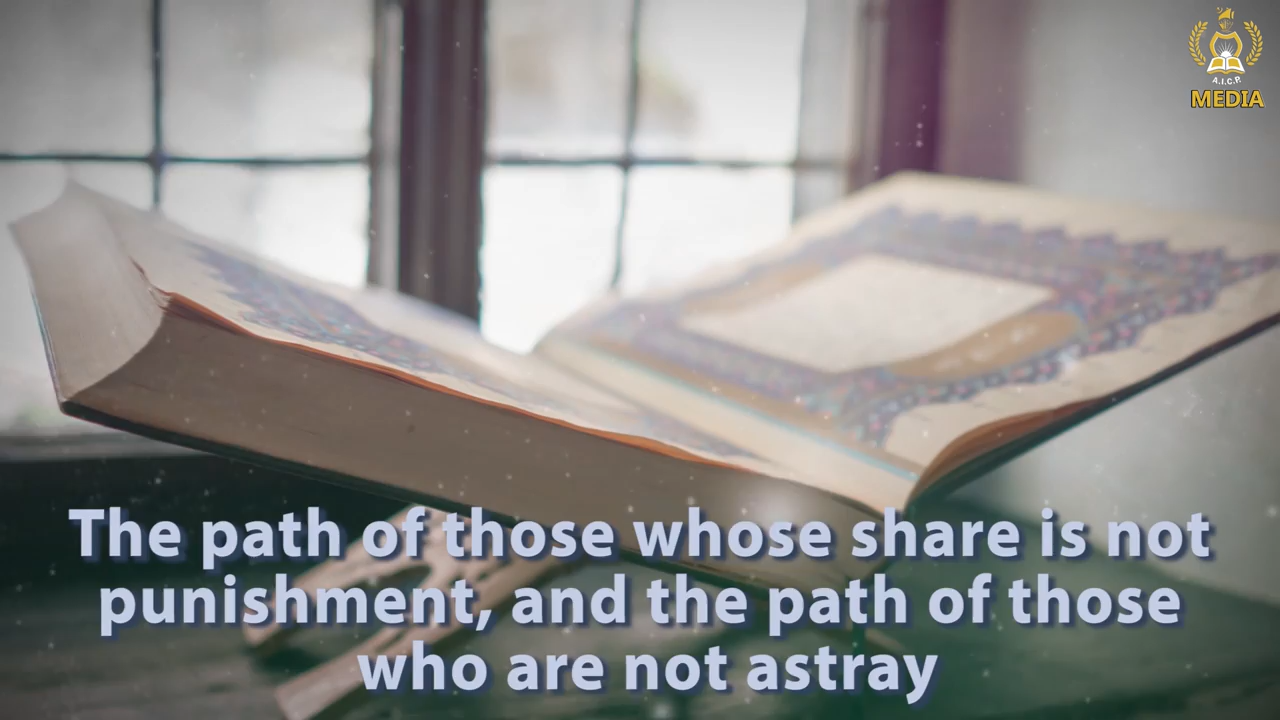 A.I.C.P.
MEDIA
The path of those whose share is not
punishment, and the path of those
who are not astray